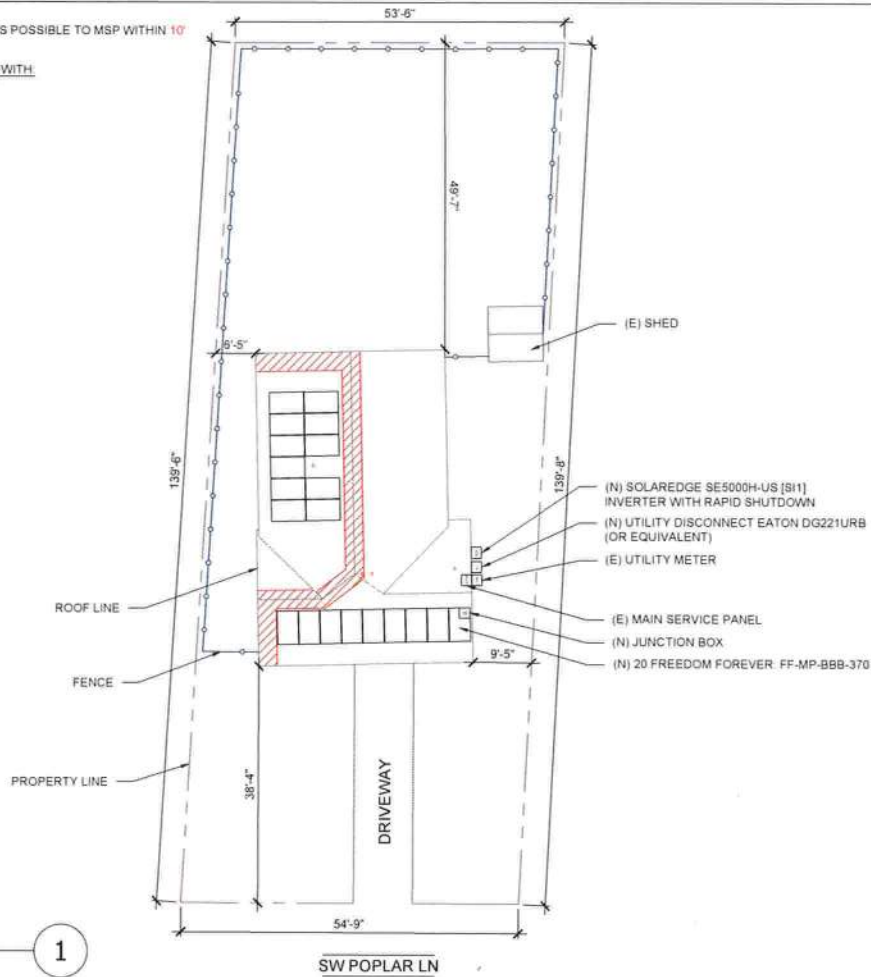 53'-6"
S POSSIBLE TO MSP WITHIN 10'
WITH:
49'-7"
(E) SHED
6'-5"
139'-6"
139'-8"
(N) SOLAREDGE SE5000H-US [SI1]
INVERTER WITH RAPID SHUTDOWN
(N) UTILITY DISCONNECT EATON DG221URB
(OR EQUIVALENT)
(E) UTILITY METER
ROOF LINE
(E) MAIN SERVICE PANEL
(N) JUNCTION BOX
9'-5"
(N) 20 FREEDOM FOREVER: FF-MP-BBB-370
FENCE
PROPERTY LINE
38'-4"
DRIVEWAY
54'-9"
1
SW POPLAR LN